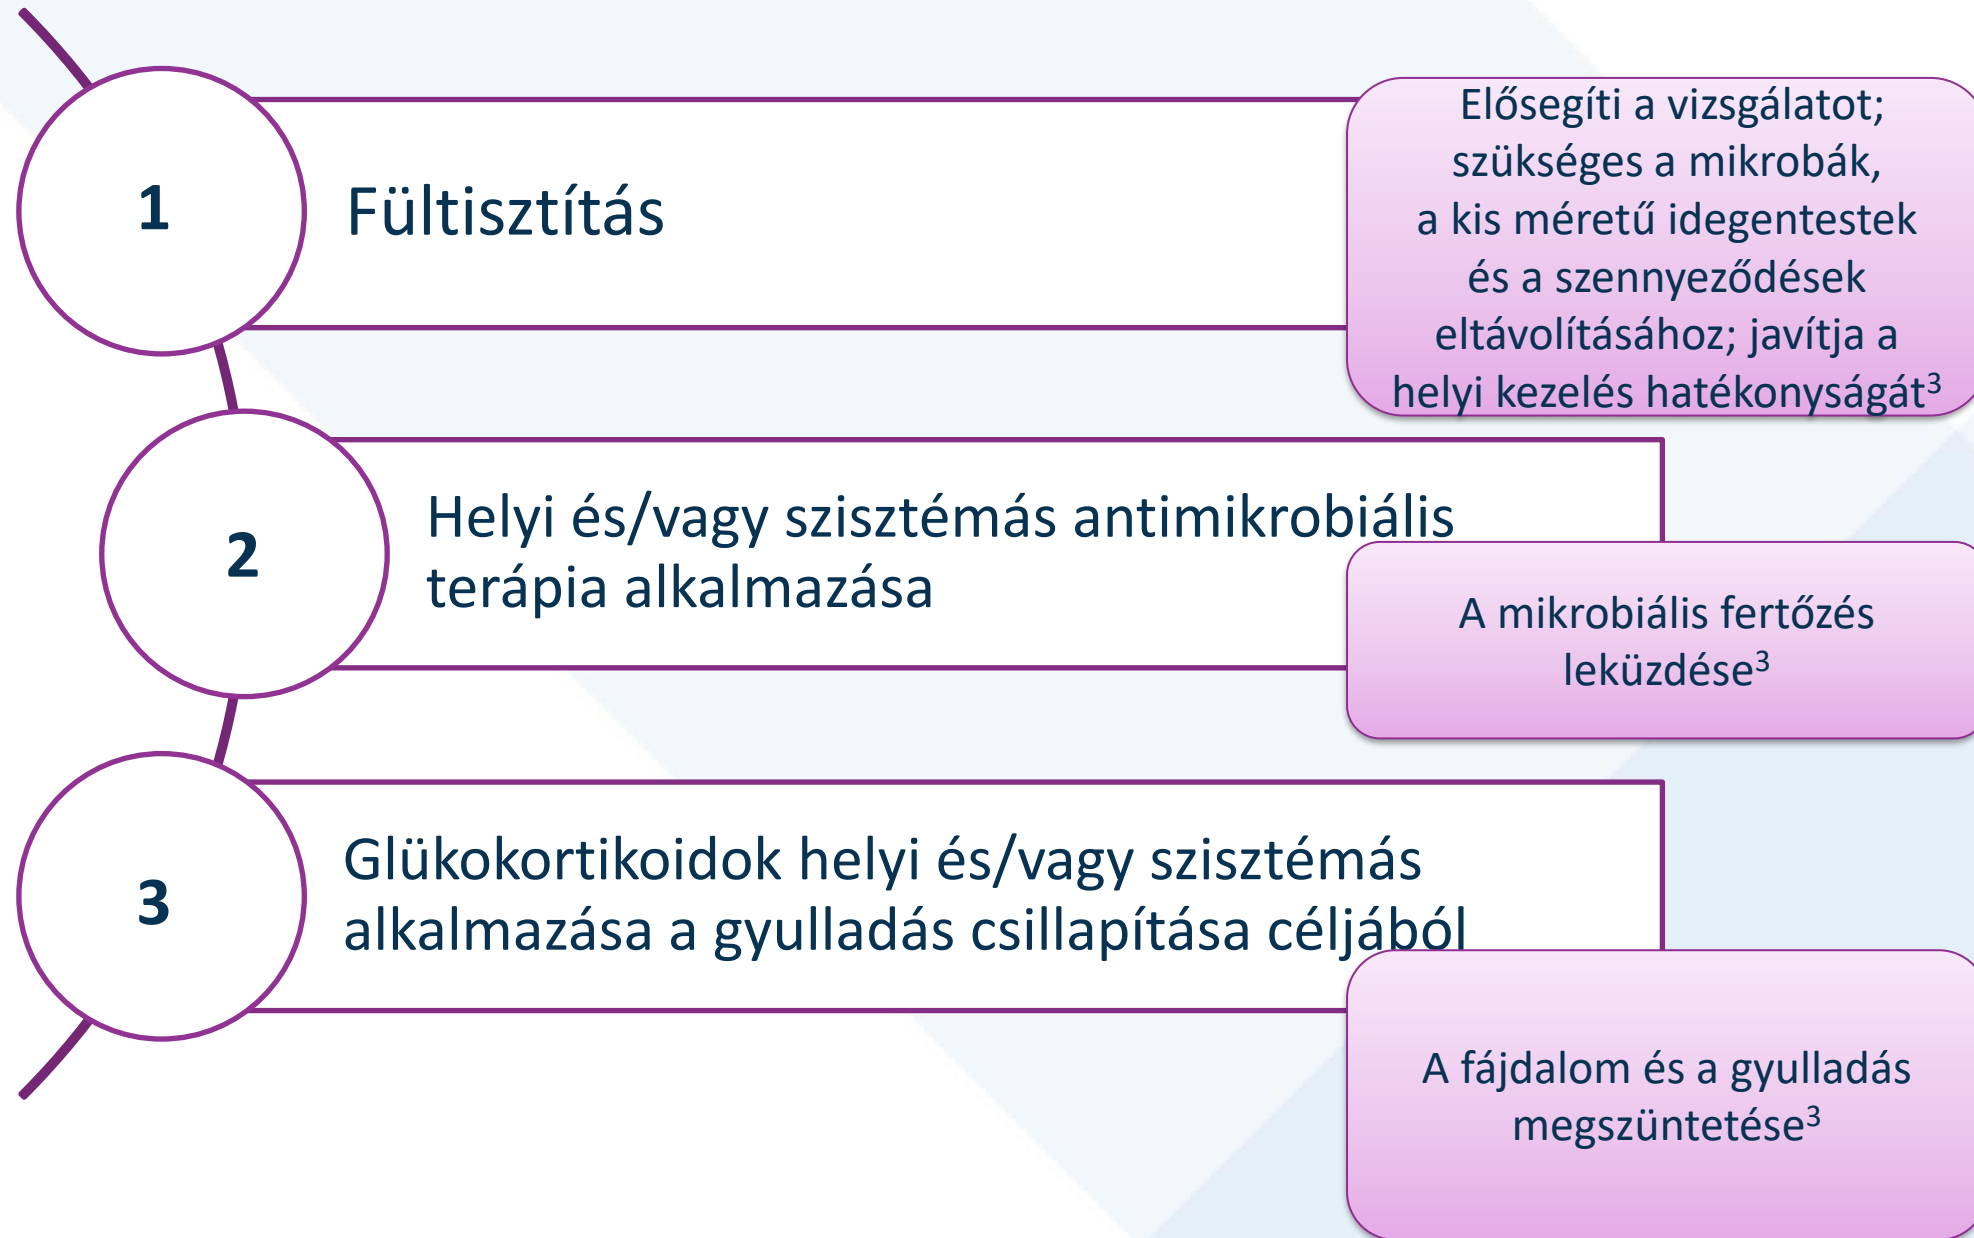 1
Fültisztítás
Elősegíti a vizsgálatot;
szükséges a mikrobák,
a kis méretű idegentestek
és a szennyeződések
eltávolításához; javítja a
helyi kezelés hatékonyságát³
2
Helyi és/vagy szisztémás antimikrobiális
terápia alkalmazása
A mikrobiális fertőzés
leküzdése³
3
Glükokortikoidok helyi és/vagy szisztémás
alkalmazása a gyulladás csillapítása céljából
A fájdalom és a gyulladás
megszüntetése³